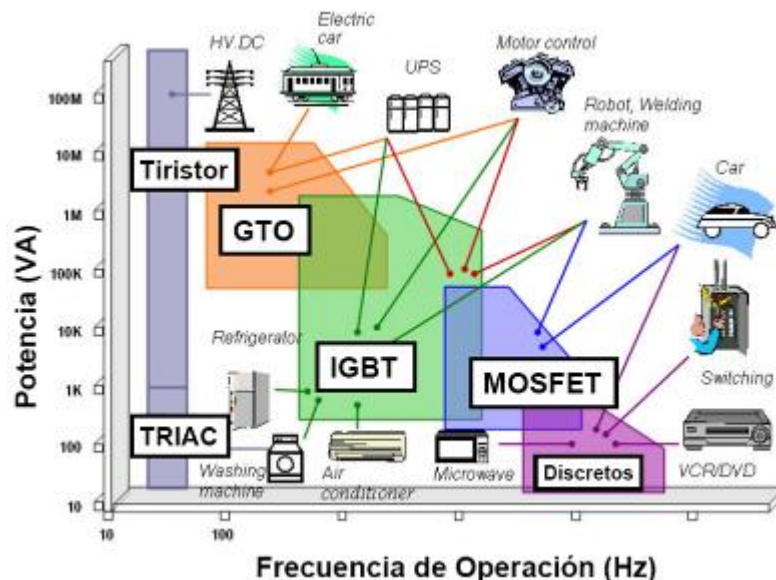 HV.DC
Electric
car
UPS
Motor control
Robot, Welding
machine
Car
100M
10M
1M
100K
10K
1K
100
10
Potencia (VA)
Tiristor
GTO
IGBT
MOSFET
TRIAC
Discretos
Refrigerator
Washing
machine
Air
conditioner
Microwave
Switching
VCR/DVD
10
100
Frecuencia de Operación (Hz)